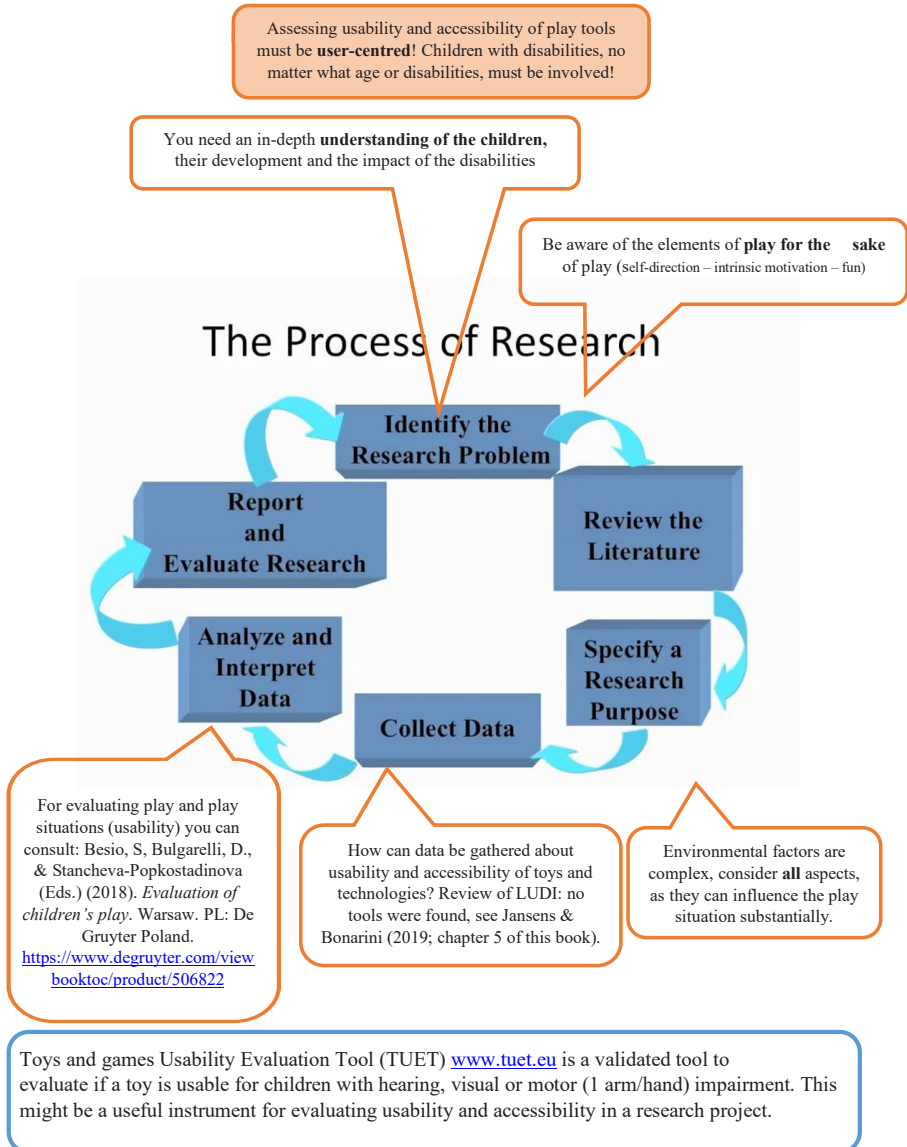 Assessing usability and accessibility of play tools
must be user-centred! Children with disabilities, no
matter what age or disabilities, must be involved!
You need an in-depth understanding of the children,
their development and the impact of the disabilities
Be aware of the elements of play for the sake
of play (self-direction – intrinsic motivation – fun)
The Process of Research
Identify the
Research Problem
Review the
Literature
Specify a
Research
Purpose
Collect Data
Analyze and
Interpret
Data
Report
and
Evaluate Research
For evaluating play and play
situations (usability) you can
consult: Besio, S, Bulgarelli, D.,
& Stancheva-Popkostadinova
(Eds.) (2018). Evaluation of
children's play. Warsaw. PL: De
Gruyter Poland.
https://www.degruyter.com/view
booktoc/product/506822
How can data be gathered about
usability and accessibility of toys and
technologies? Review of LUDI: no
tools were found, see Jansens &
Bonarini (2019; chapter 5 of this book).
Environmental factors are
complex, consider all aspects,
as they can influence the play
situation substantially.
Toys and games Usability Evaluation Tool (TUET) www.tuet.eu is a validated tool to
evaluate if a toy is usable for children with hearing, visual or motor (1 arm/hand) impairment. This
might be a useful instrument for evaluating usability and accessibility in a research project.